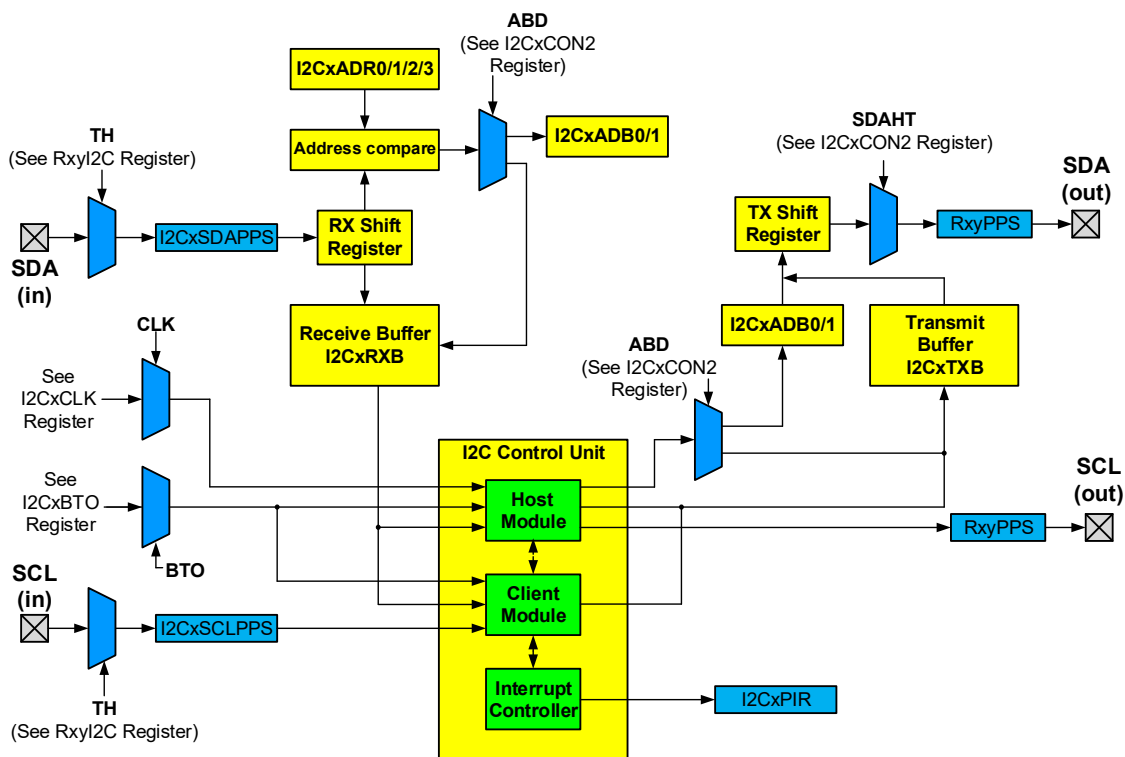 ABD
(See I2CxCON2
Register)
I2CxADR0/1/2/3
TH
(See RxyI2C Register)
Address compare
I2CxADB0/1
SDAHT
(See I2CxCON2 Register)
SDA
(out)
I2CxSDAPPS
RX Shift
Register
TX Shift
Register
RxyPPS
SDA
(in)
CLK
Receive Buffer
I2CxRXB
I2CxADB0/1
Transmit
Buffer
I2CxTXB
ABD
(See I2CxCON2
Register)
See
I2CxCLK
Register
I2C Control Unit
See
I2CxBTO
Register
Host
Module
SCL
(out)
RxyPPS
BTO
SCL
(in)
Client
Module
I2CxSCLPPS
Interrupt
Controller
I2CxPIR
TH
(See RxyI2C Register)